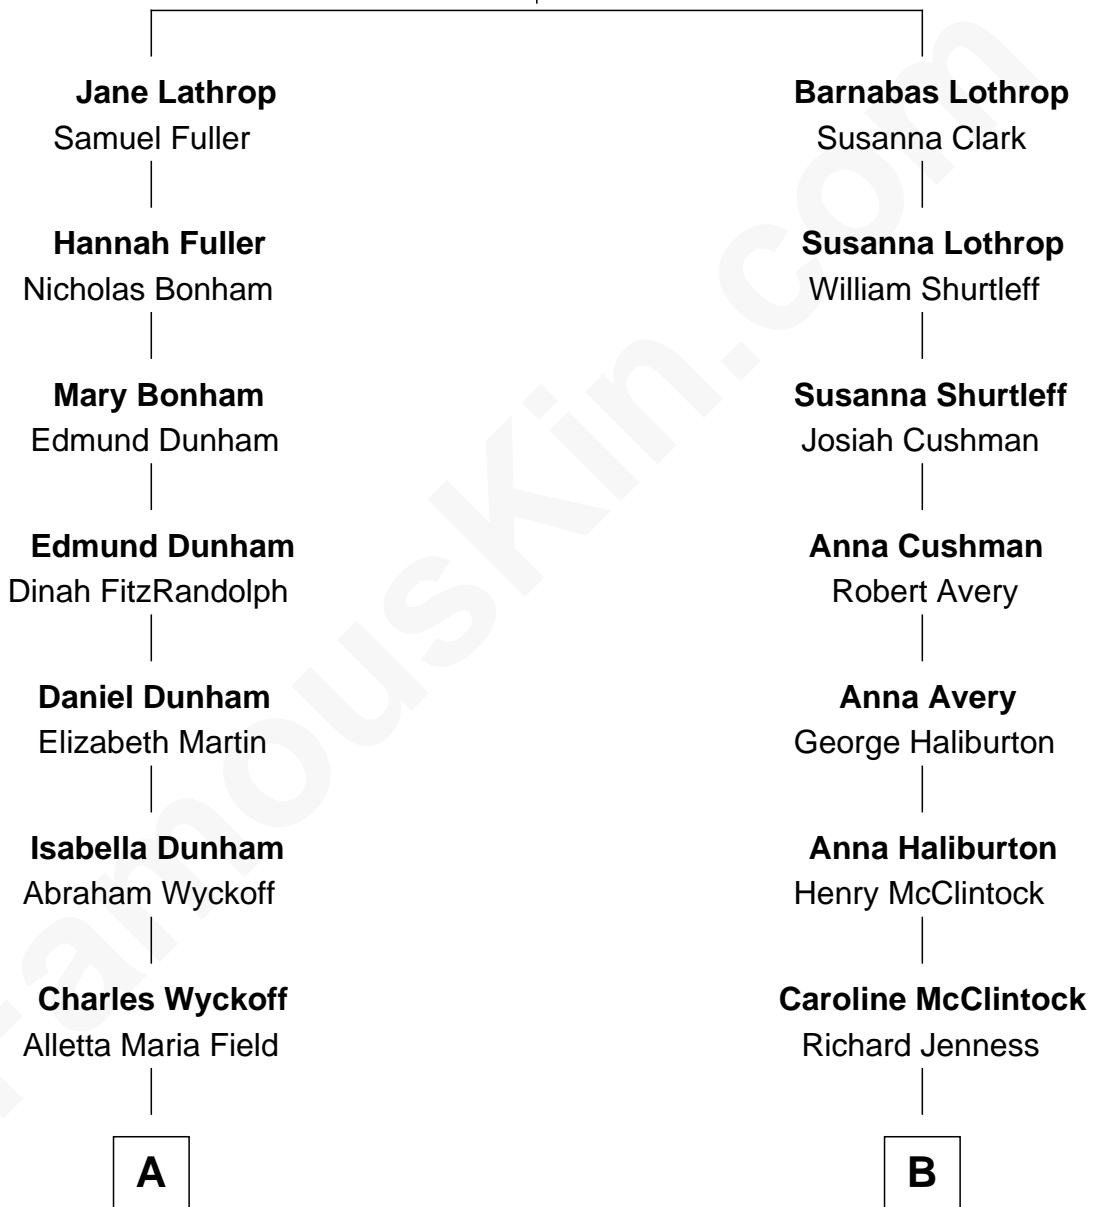 Jane Lathrop
Samuel Fuller
Hannah Fuller
Nicholas Bonham
Mary Bonham
Edmund Dunham
Edmund Dunham
Dinah FitzRandolph
Daniel Dunham
Elizabeth Martin
Isabella Dunham
Abraham Wyckoff
Charles Wyckoff
Alletta Maria Field
A
Barnabas Lothrop
Susanna Clark
Susanna Lothrop
William Shurtleff
Susanna Shurtleff
Josiah Cushman
Anna Cushman
Robert Avery
Anna Avery
George Haliburton
Anna Haliburton
Henry McClintock
Caroline McClintock
Richard Jenness
B
FamousKin.com